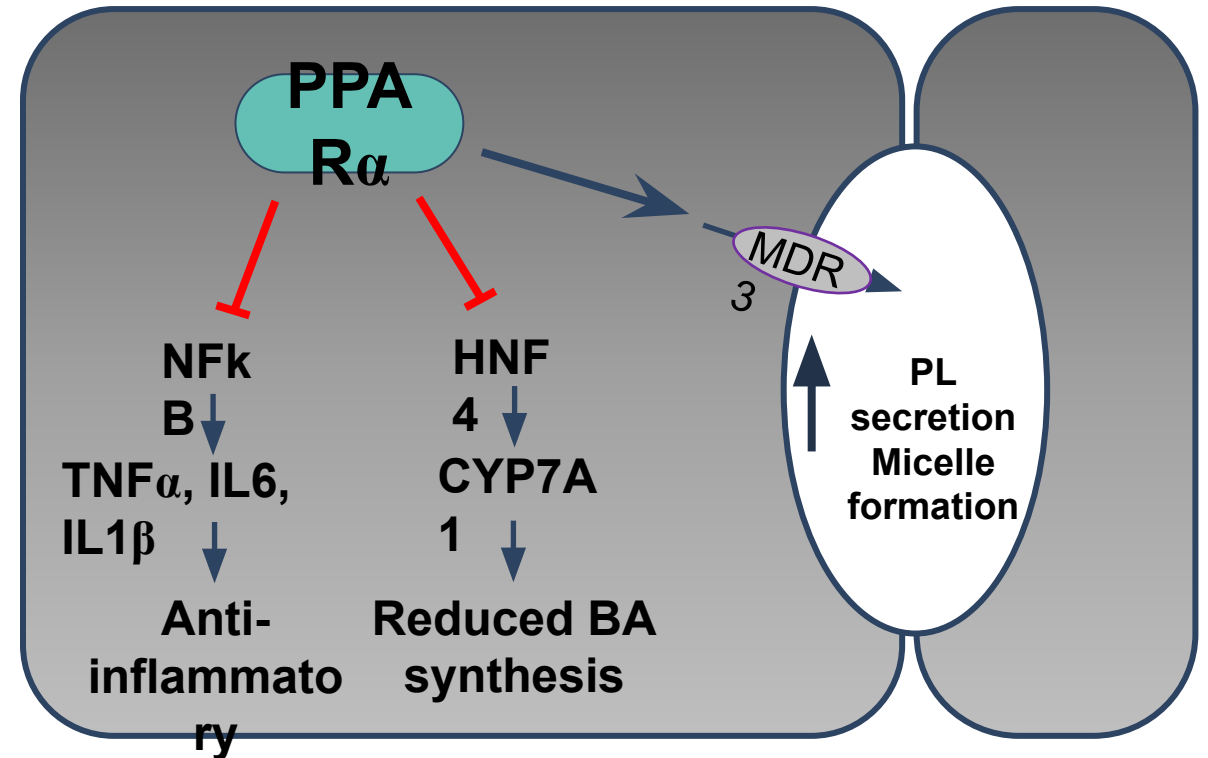 PPA
Rα
MDR
3
NFk
B
TNFα, IL6,
IL1β
Anti-
inflammato
ry
HNF
4
CYP7A
1
Reduced BA
synthesis
PL
secretion
Micelle
formation